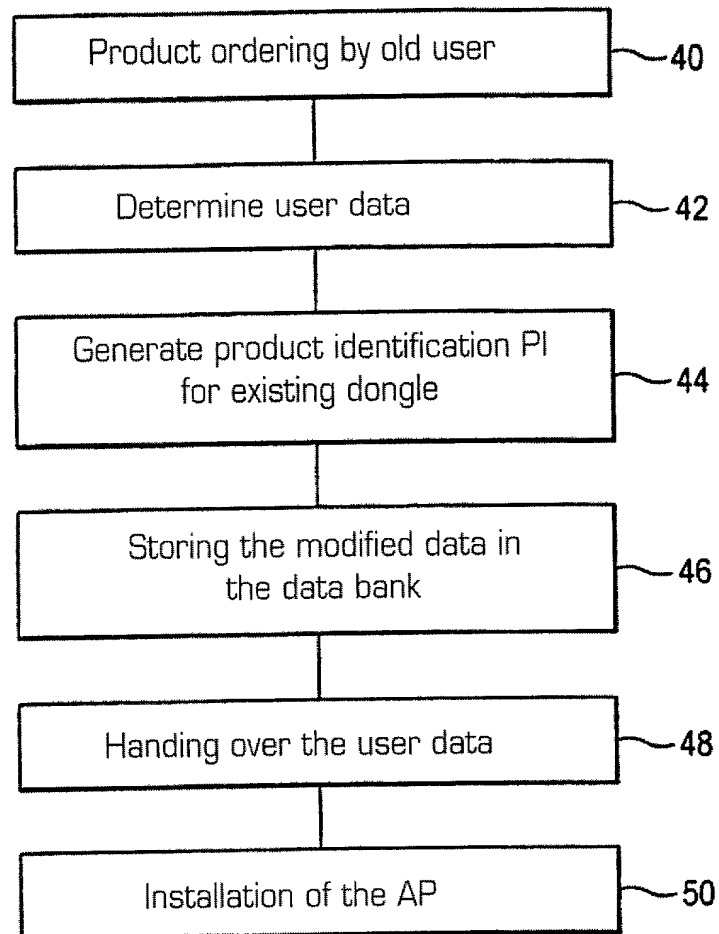 Product ordering by old user
40
Determine user data
42
Generate product identification PI
for existing dongle
44
Storing the modified data in
the data bank
46
Handing over the user data
48
Installation of the AP
50